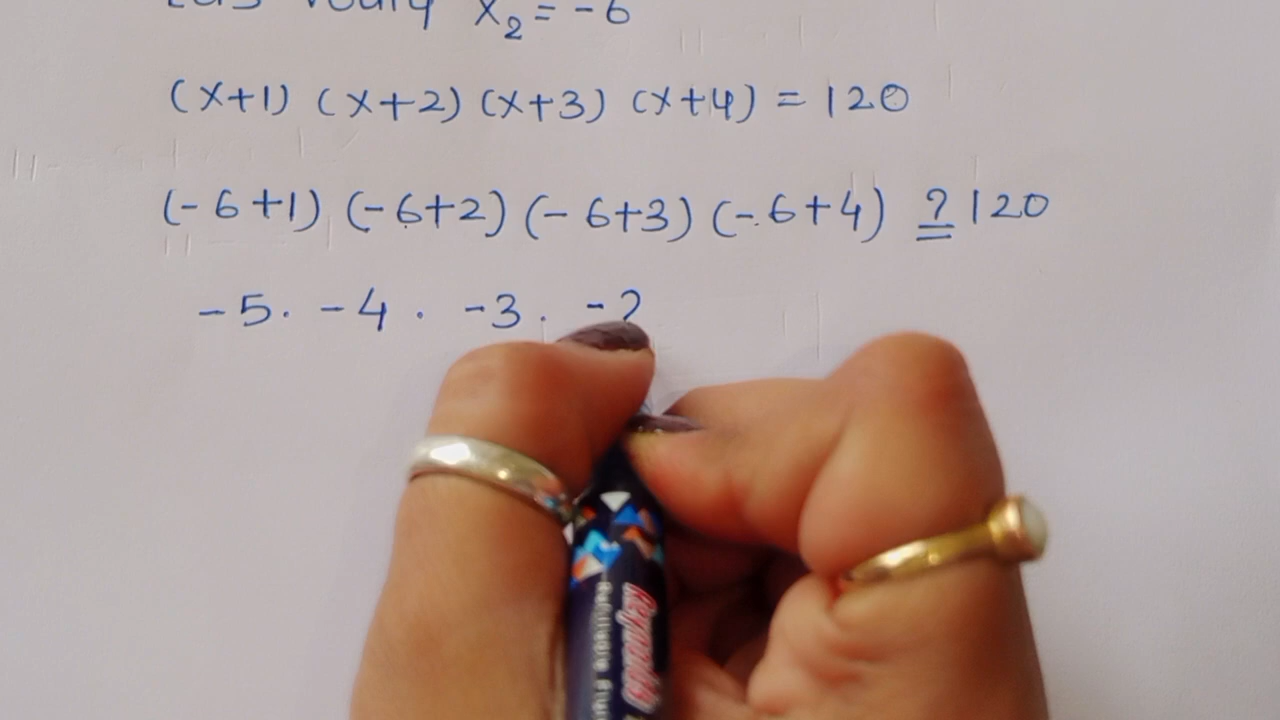 x₂ = -6
(x+1) (x+2) (x+3) (x+4) = 120
(-6+1) (-6+2) (-6+3) (-6+4) ≟ 120
-5. -4 . -3. -2
Reynolds